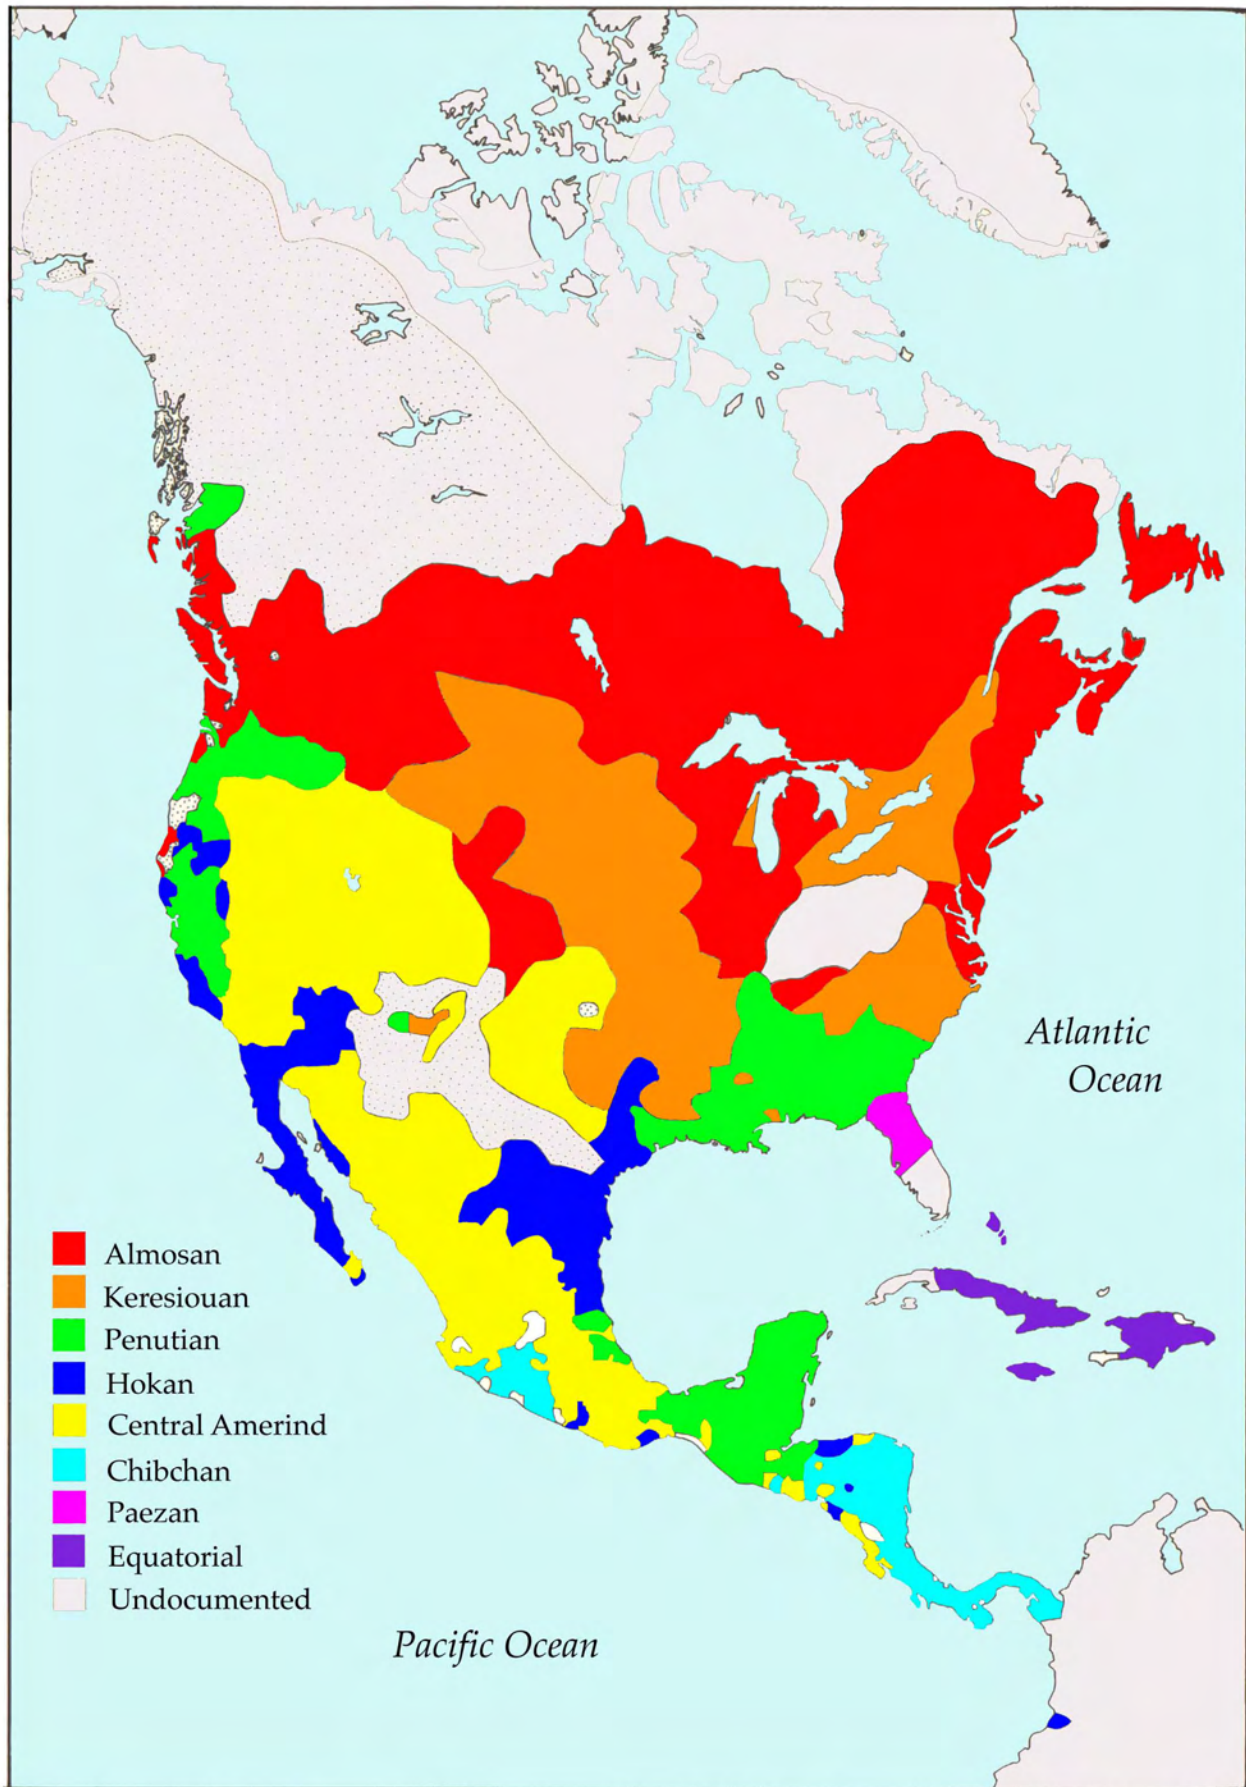 Atlantic
Ocean
Almosan
Keresiouan
Penutian
Hokan
Central Amerind
Chibchan
Paezan
Equatorial
Undocumented
Pacific Ocean